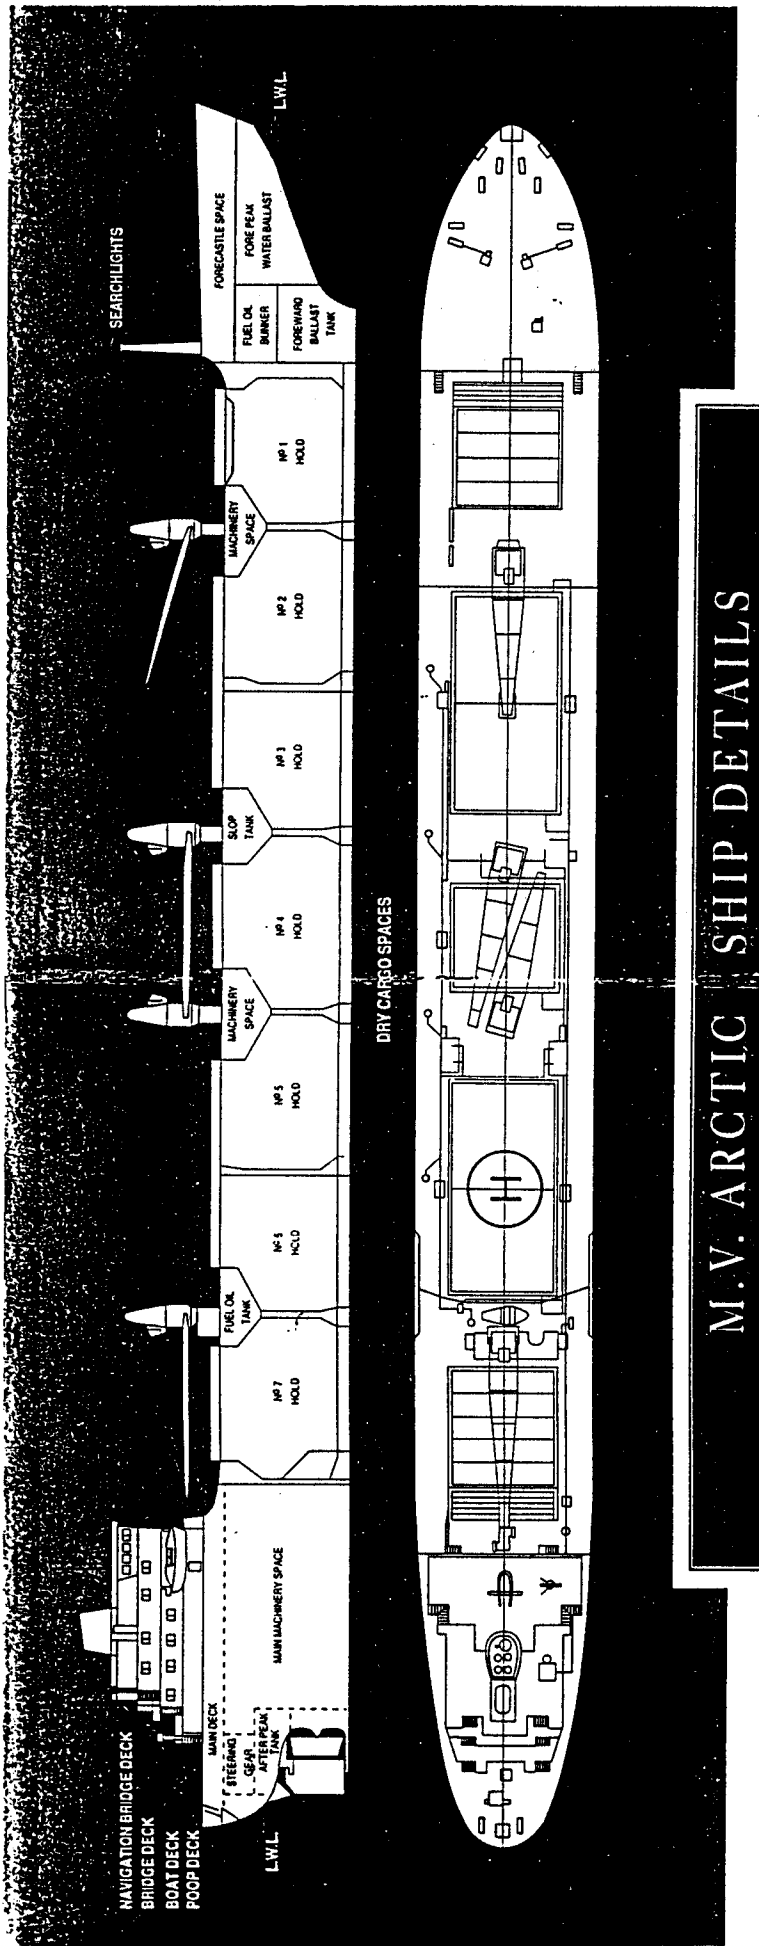 NAVIGATION BRIDGE DECK
BRIDGE DECK
BOAT DECK
POOP DECK
L.W.L.
MAIN DECK
STEERING
GEAR
AFTER PEAK
TANK
MAIN MACHINERY SPACE
Nº 7
HOLD
FUEL OIL
TANK
Nº 6
HOLD
Nº 5
HOLD
MACHINERY
SPACE
Nº 4
HOLD
SLOP
TANK
Nº 3
HOLD
Nº 2
HOLD
MACHINERY
SPACE
Nº 1
HOLD
SEARCHLIGHTS
FORECASTLE SPACE
FUEL OIL
BUNKER
FORE PEAK
WATER BALLAST
FOREWARD
BALLAST
TANK
L.W.L.
DRY CARGO SPACES
H
M.V. ARCTIC SHIP DETAILS